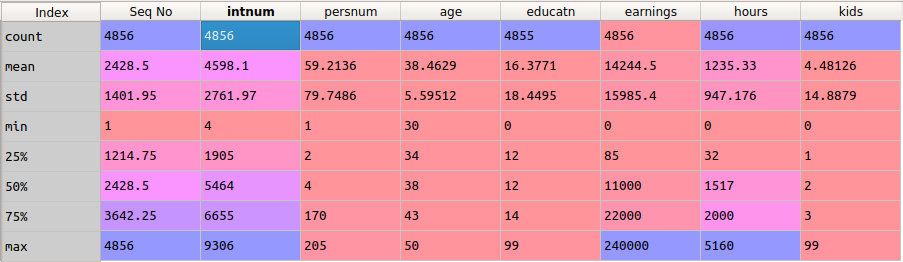 Index Seq No intnum persnum age educatn earnings hours kids
count 4856 4856 4856 4856 4855 4856 4856 4856
mean 2428.5 4598.1 59.2136 38.4629 16.3771 14244.5 1235.33 4.48126
std 1401.95 2761.97 79.7486 5.59512 18.4495 15985.4 947.176 14.8879
min 1 4 1 30 0 0 0 0
25% 1214.75 1905 2 34 12 85 32 1
50% 2428.5 5464 4 38 12 11000 1517 2
75% 3642.25 6655 170 43 14 22000 2000 3
max 4856 9306 205 50 99 240000 5160 99